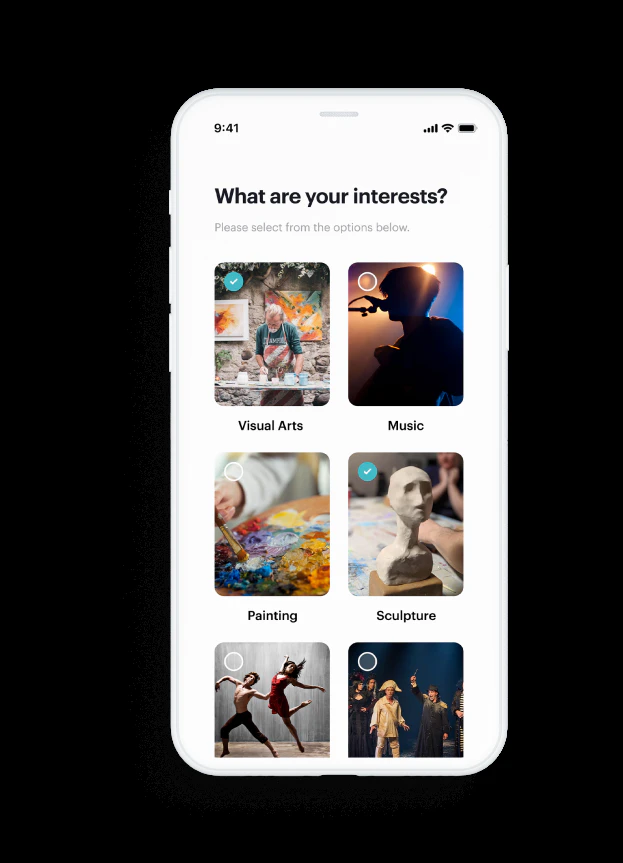 9:41
What are your interests?
Please select from the options below.
Visual Arts
Music
Painting
Sculpture